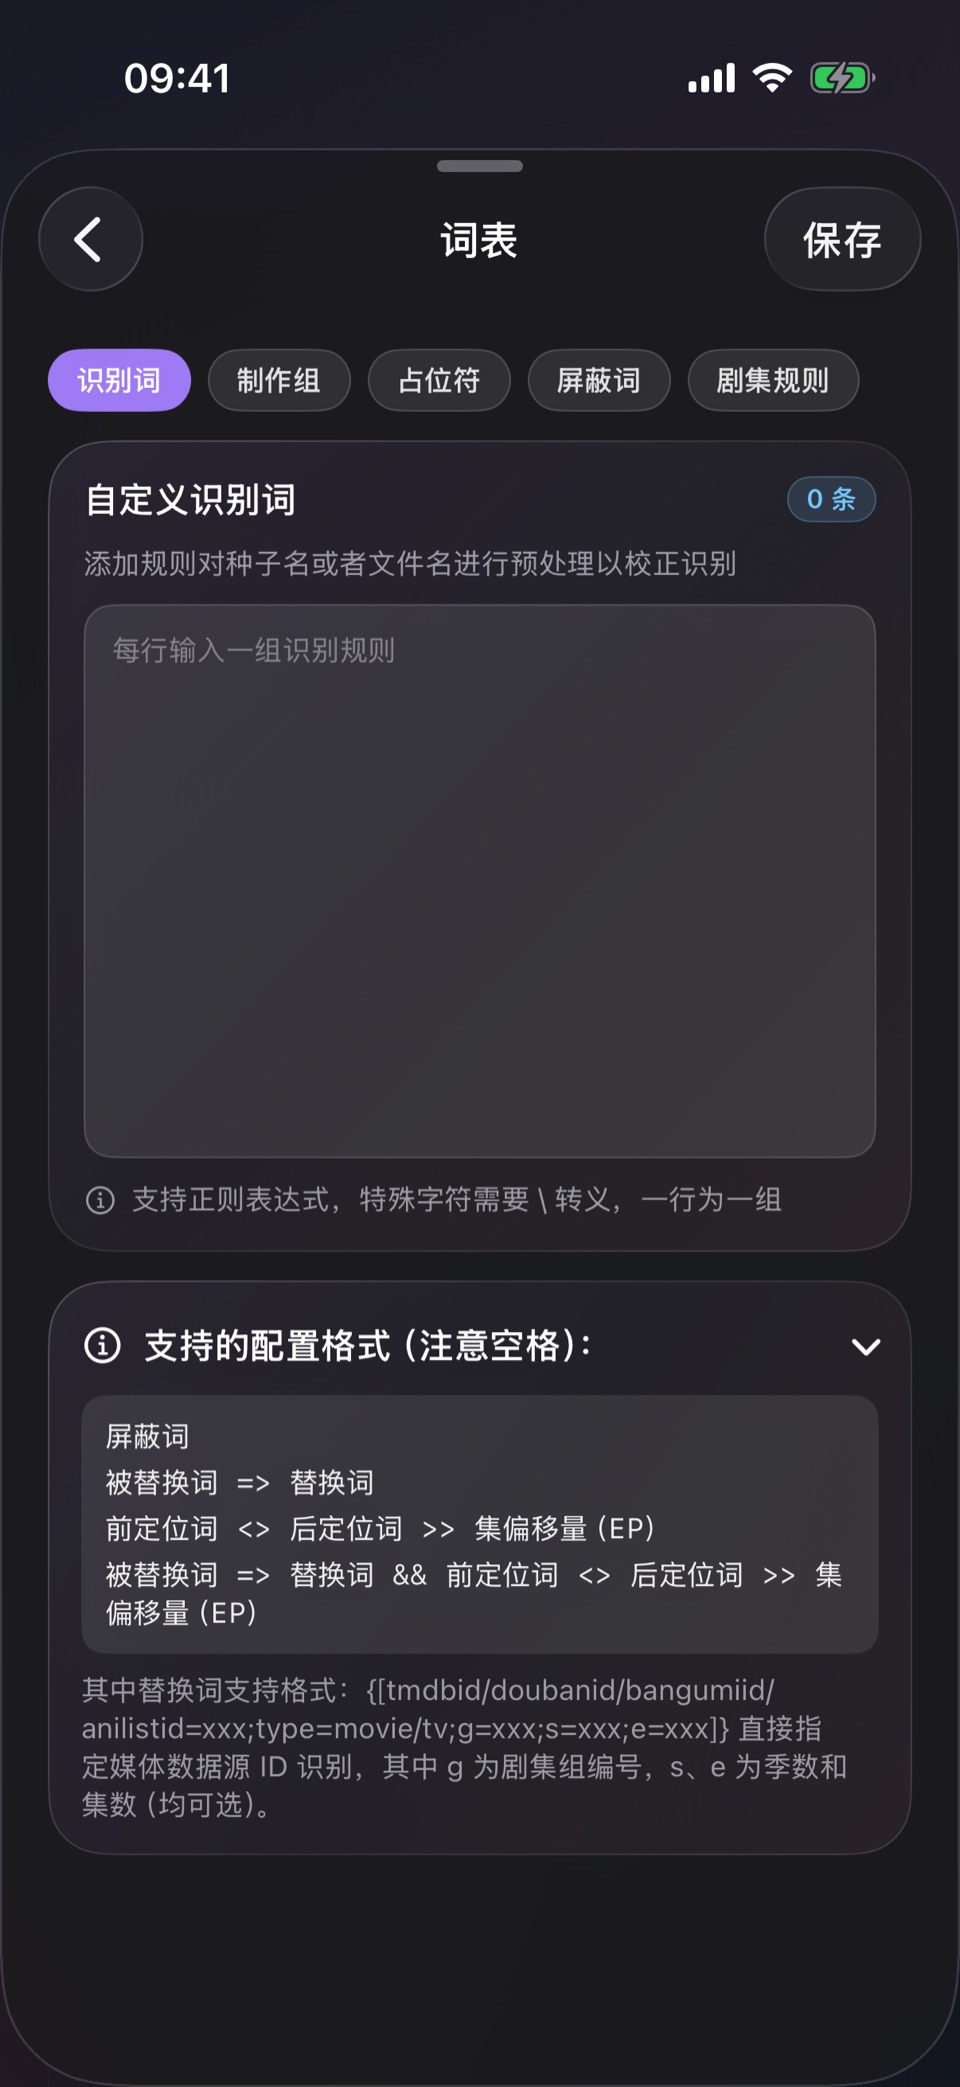 09:41
词表
保存
识别词
制作组
占位符
屏蔽词
剧集规则
自定义识别词
0 条
添加规则对种子名或者文件名进行预处理以校正识别
每行输入一组识别规则
支持正则表达式，特殊字符需要 \ 转义，一行为一组
支持的配置格式（注意空格）：
屏蔽词
被替换词 => 替换词
前定位词 <> 后定位词 >> 集偏移量（EP）
被替换词 => 替换词 && 前定位词 <> 后定位词 >> 集
偏移量（EP）
其中替换词支持格式：{[tmdbid/doubanid/bangumiid/
anilistid=xxx;type=movie/tv;g=xxx;s=xxx;e=xxx]} 直接指
定媒体数据源 ID 识别，其中 g 为剧集组编号，s、e 为季数和
集数（均可选）。